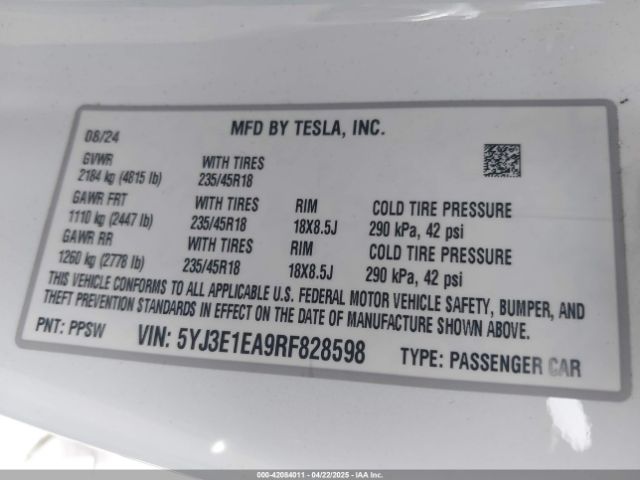 MFD BY TESLA, INC.
08/24
GVWR WITH TIRES
2184 kg (4815 lb) 235/45R18
GAWR FRT WITH TIRES RIM COLD TIRE PRESSURE
1110 kg (2447 lb) 235/45R18 18X8.5J 290 kPa, 42 psi
GAWR RR WITH TIRES RIM COLD TIRE PRESSURE
1260 kg (2778 lb) 235/45R18 18X8.5J 290 kPa, 42 psi
THIS VEHICLE CONFORMS TO ALL APPLICABLE U.S. FEDERAL MOTOR VEHICLE SAFETY, BUMPER, AND
THEFT PREVENTION STANDARDS IN EFFECT ON THE DATE OF MANUFACTURE SHOWN ABOVE.
PNT: PPSW VIN: 5YJ3E1EA9RF828598 TYPE: PASSENGER CAR
000-42084011 - 04/22/2025 - IAAI, Inc.